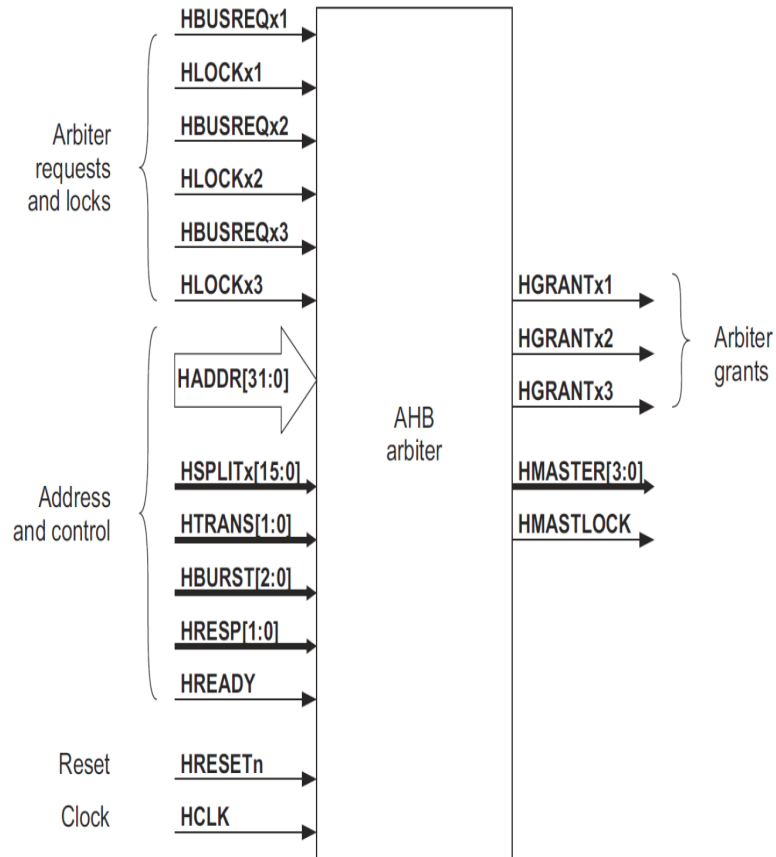 HBUSREQx1
HLOCKx1
HBUSREQx2
HLOCKx2
HBUSREQx3
HLOCKx3
Arbiter
requests
and locks
HADDR[31:0]
HSPLITx[15:0]
HTRANS[1:0]
HBURST[2:0]
HRESP[1:0]
HREADY
Address
and control
Reset
HRESETn
Clock
HCLK
AHB
arbiter
HGRANTx1
HGRANTx2
HGRANTx3
Arbiter
grants
HMASTER[3:0]
HMASTLOCK